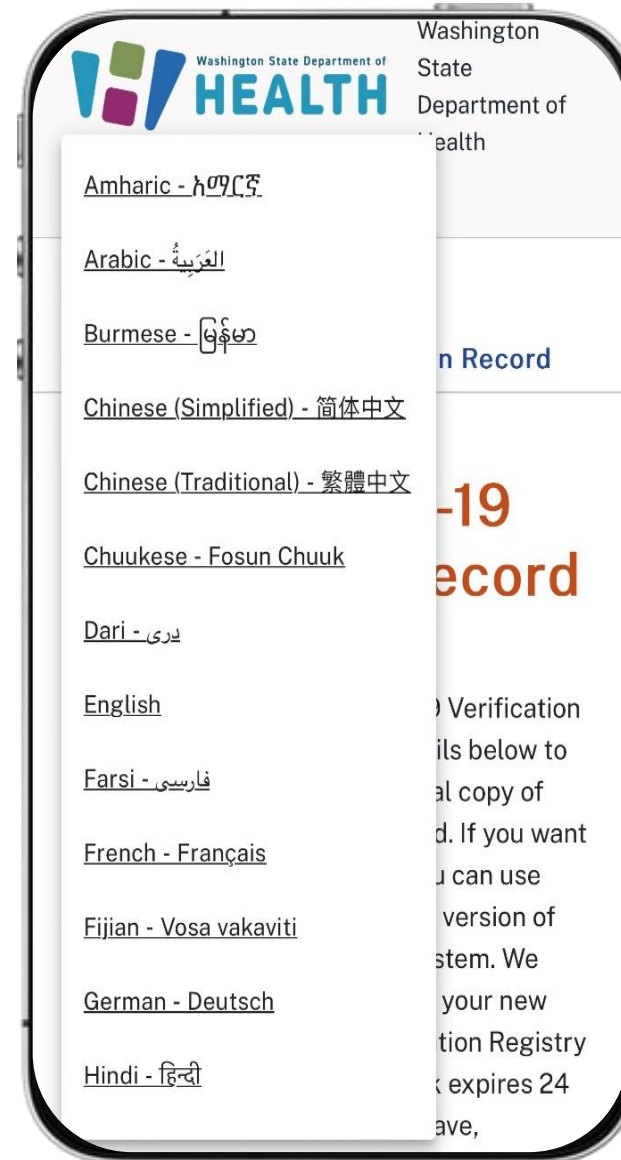 Washington State Department of
HEALTH
Washington
State
Department of
Health
Amharic - አማርኛ
Arabic - العَرَبِيةُ
Burmese - မြန်မာ
n Record
Chinese (Simplified) - 简体中文
Chinese (Traditional) - 繁體中文
-19
Chuukese - Fosun Chuuk
ecord
Dari - دری
English
Verification
ils below to
Farsi - فارسی
al copy of
d. If you want
French - Français
u can use
Fijian - Vosa vakaviti
version of
stem. We
German - Deutsch
your new
tion Registry
Hindi - हिन्दी
expires 24
ave,